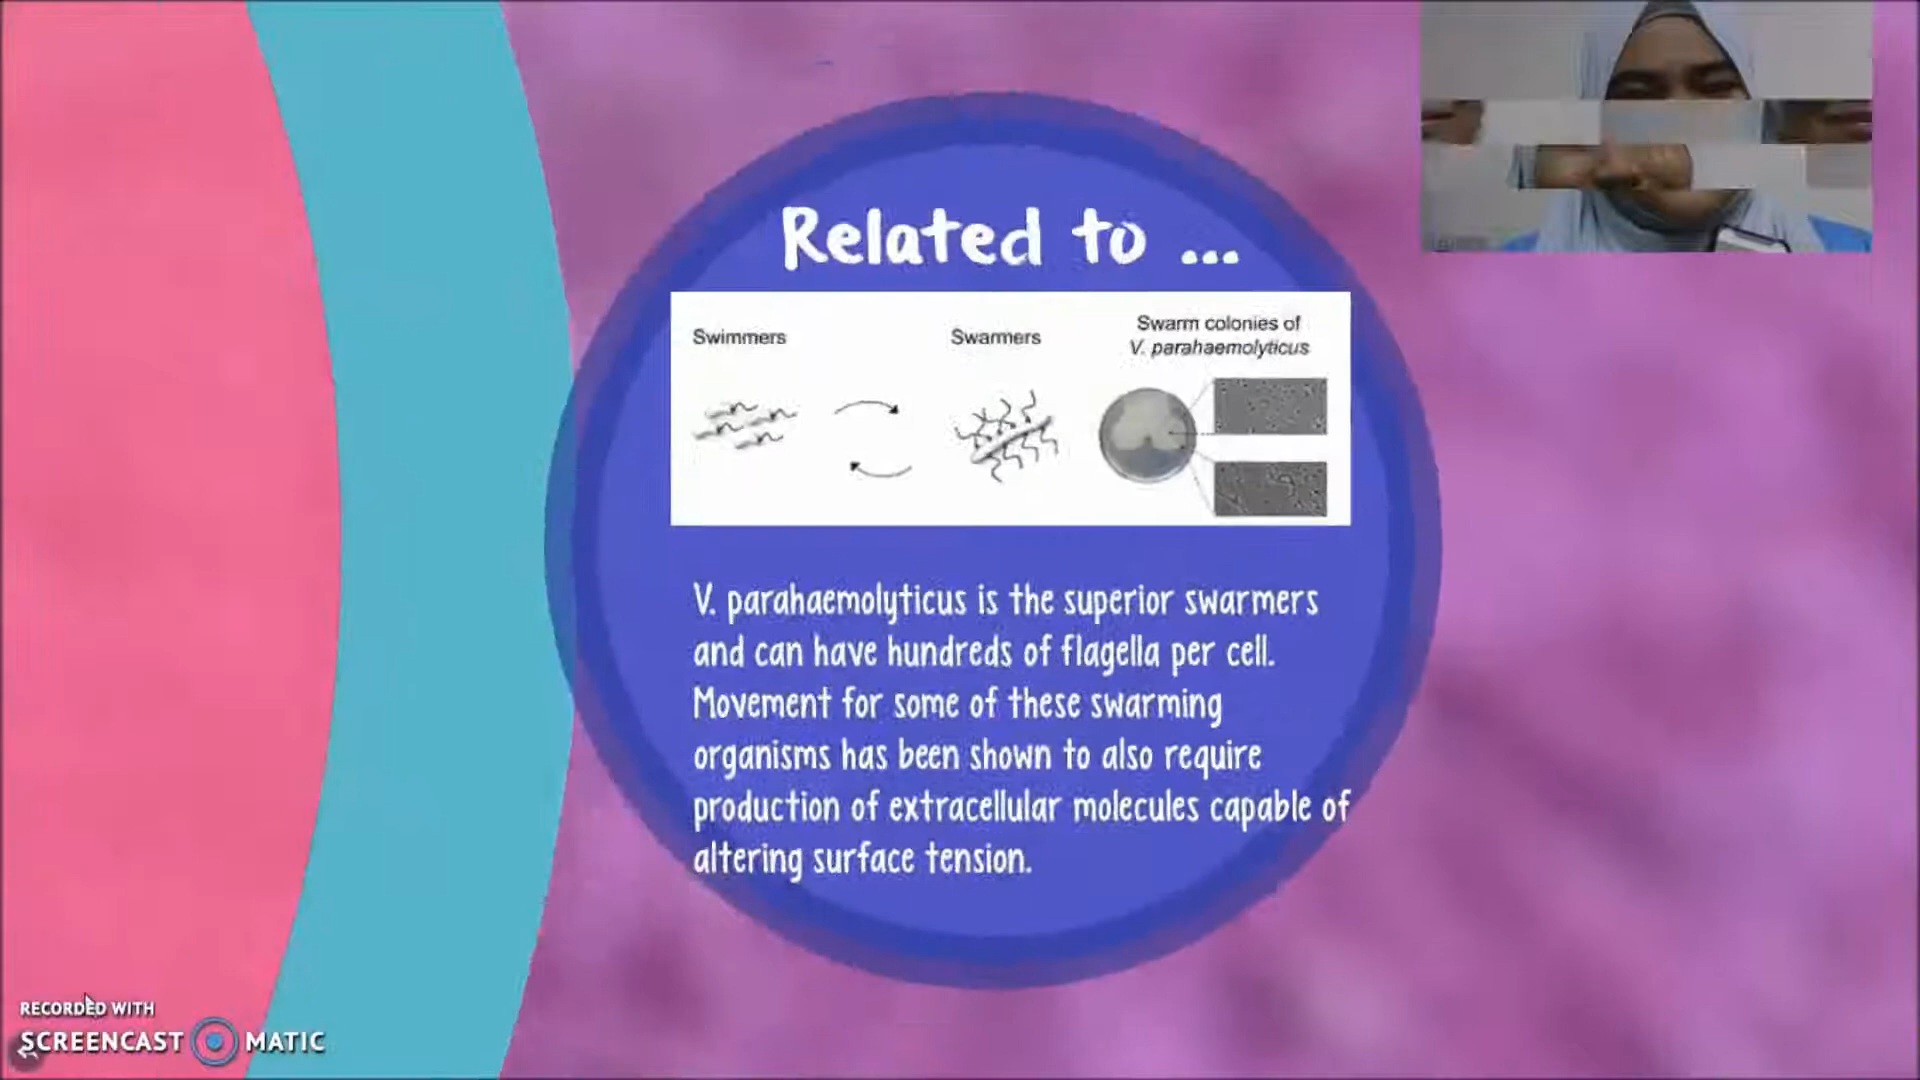 Related to ...
Swimmers
Swarmers
Swarm colonies of
V. parahaemolyticus
V. parahaemolyticus is the superior swarmers
and can have hundreds of flagella per cell.
Movement for some of these swarming
organisms has been shown to also require
production of extracellular molecules capable of
altering surface tension.
RECORDED WITH
SCREENCAST MATIC